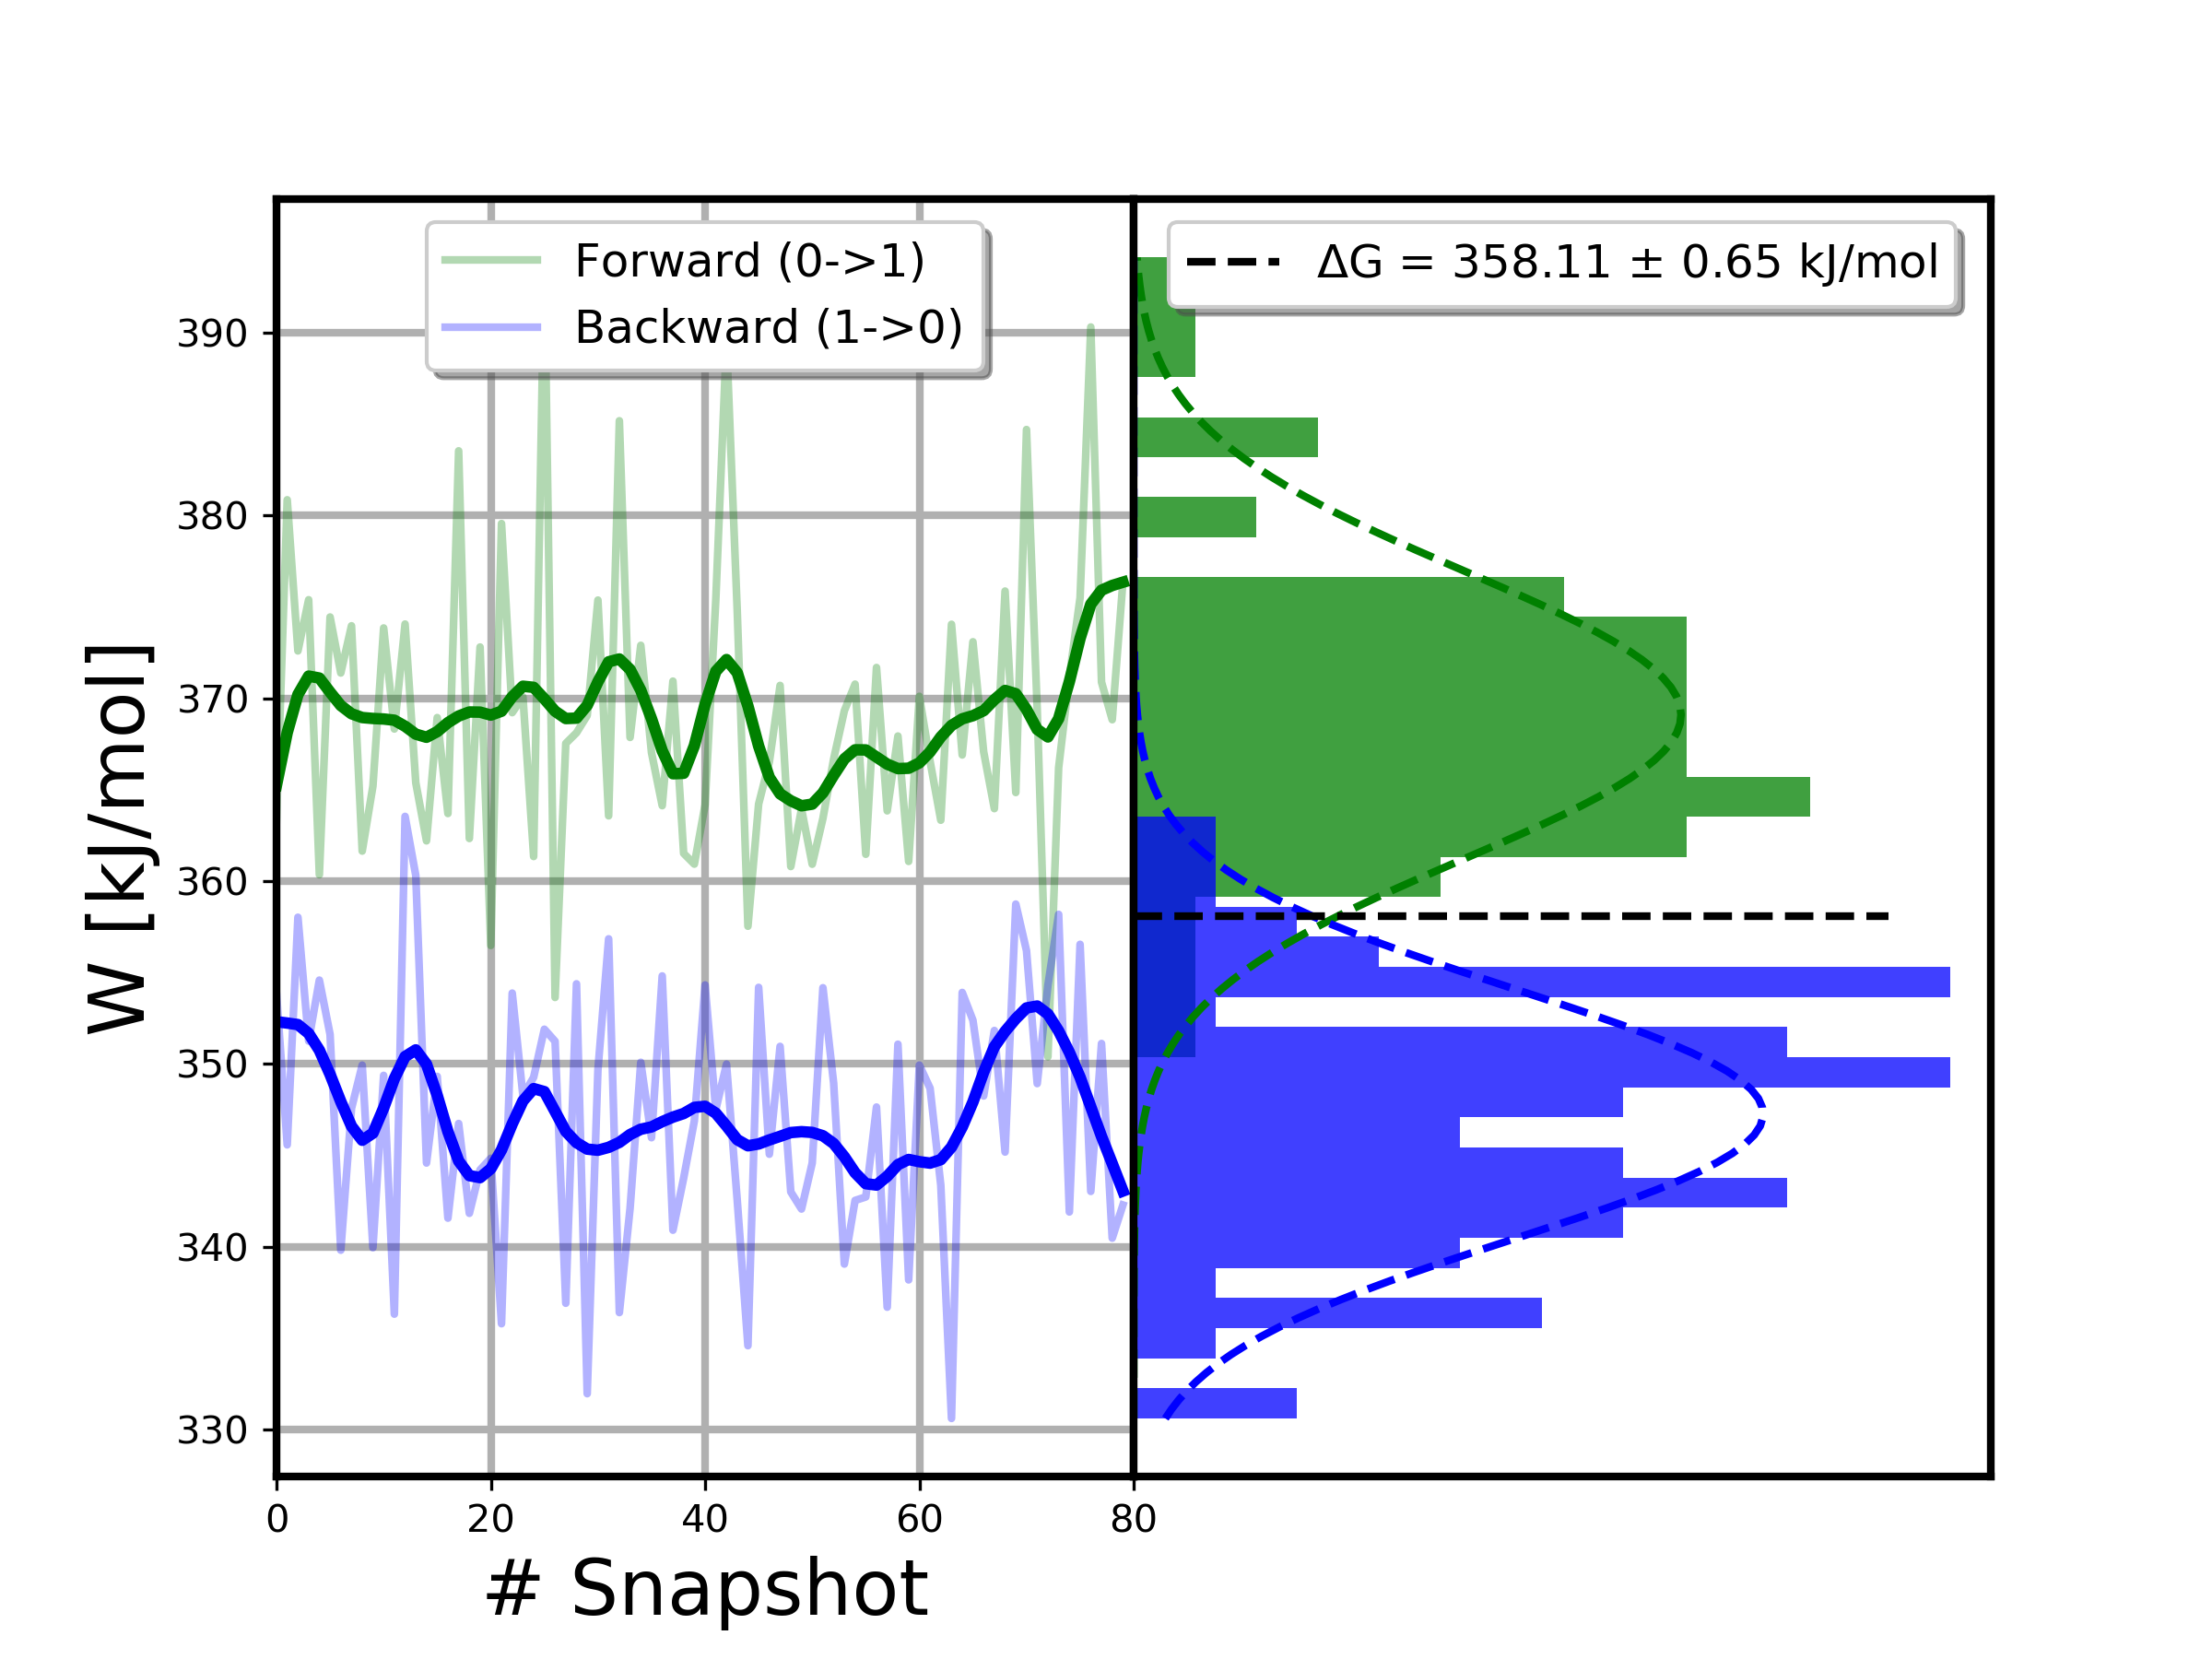 Forward (0->1)
Backward (1->0)
ΔG = 358.11 ± 0.65 kJ/mol
390
380
370
360
350
340
330
W [kJ/mol]
0 20 40 60 80
# Snapshot